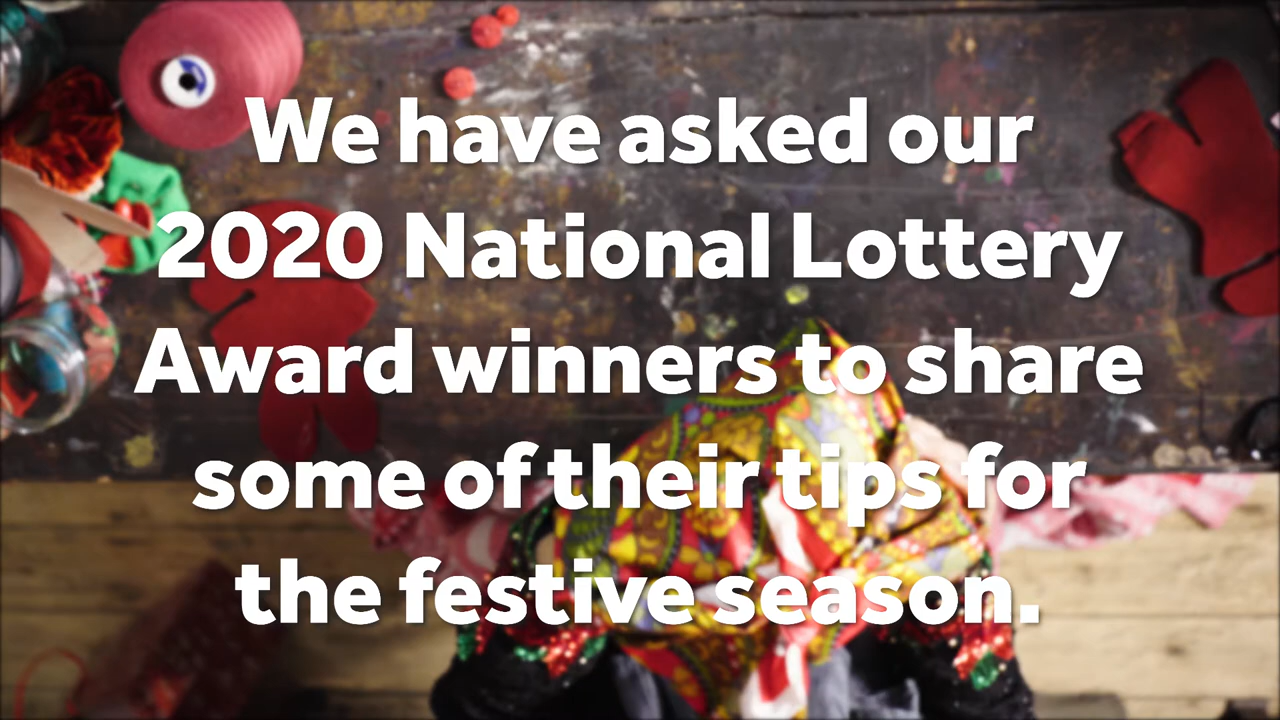 We have asked our
2020 National Lottery
Award winners to share
some of their tips for
the festive season.